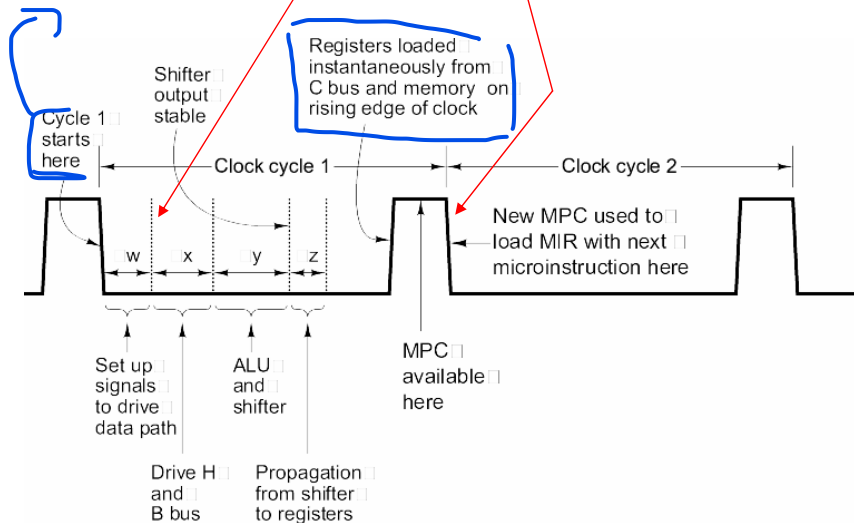 Registers loaded
instantaneously from
C bus and memory on
rising edge of clock
Shifter
output
stable
Cycle 1
starts
here
Clock cycle 1
Clock cycle 2
w
x
y
z
New MPC used to
load MIR with next
microinstruction here
Set up
signals
to drive
data path
ALU
and
shifter
MPC
available
here
Drive H
and
B bus
Propagation
from shifter
to registers